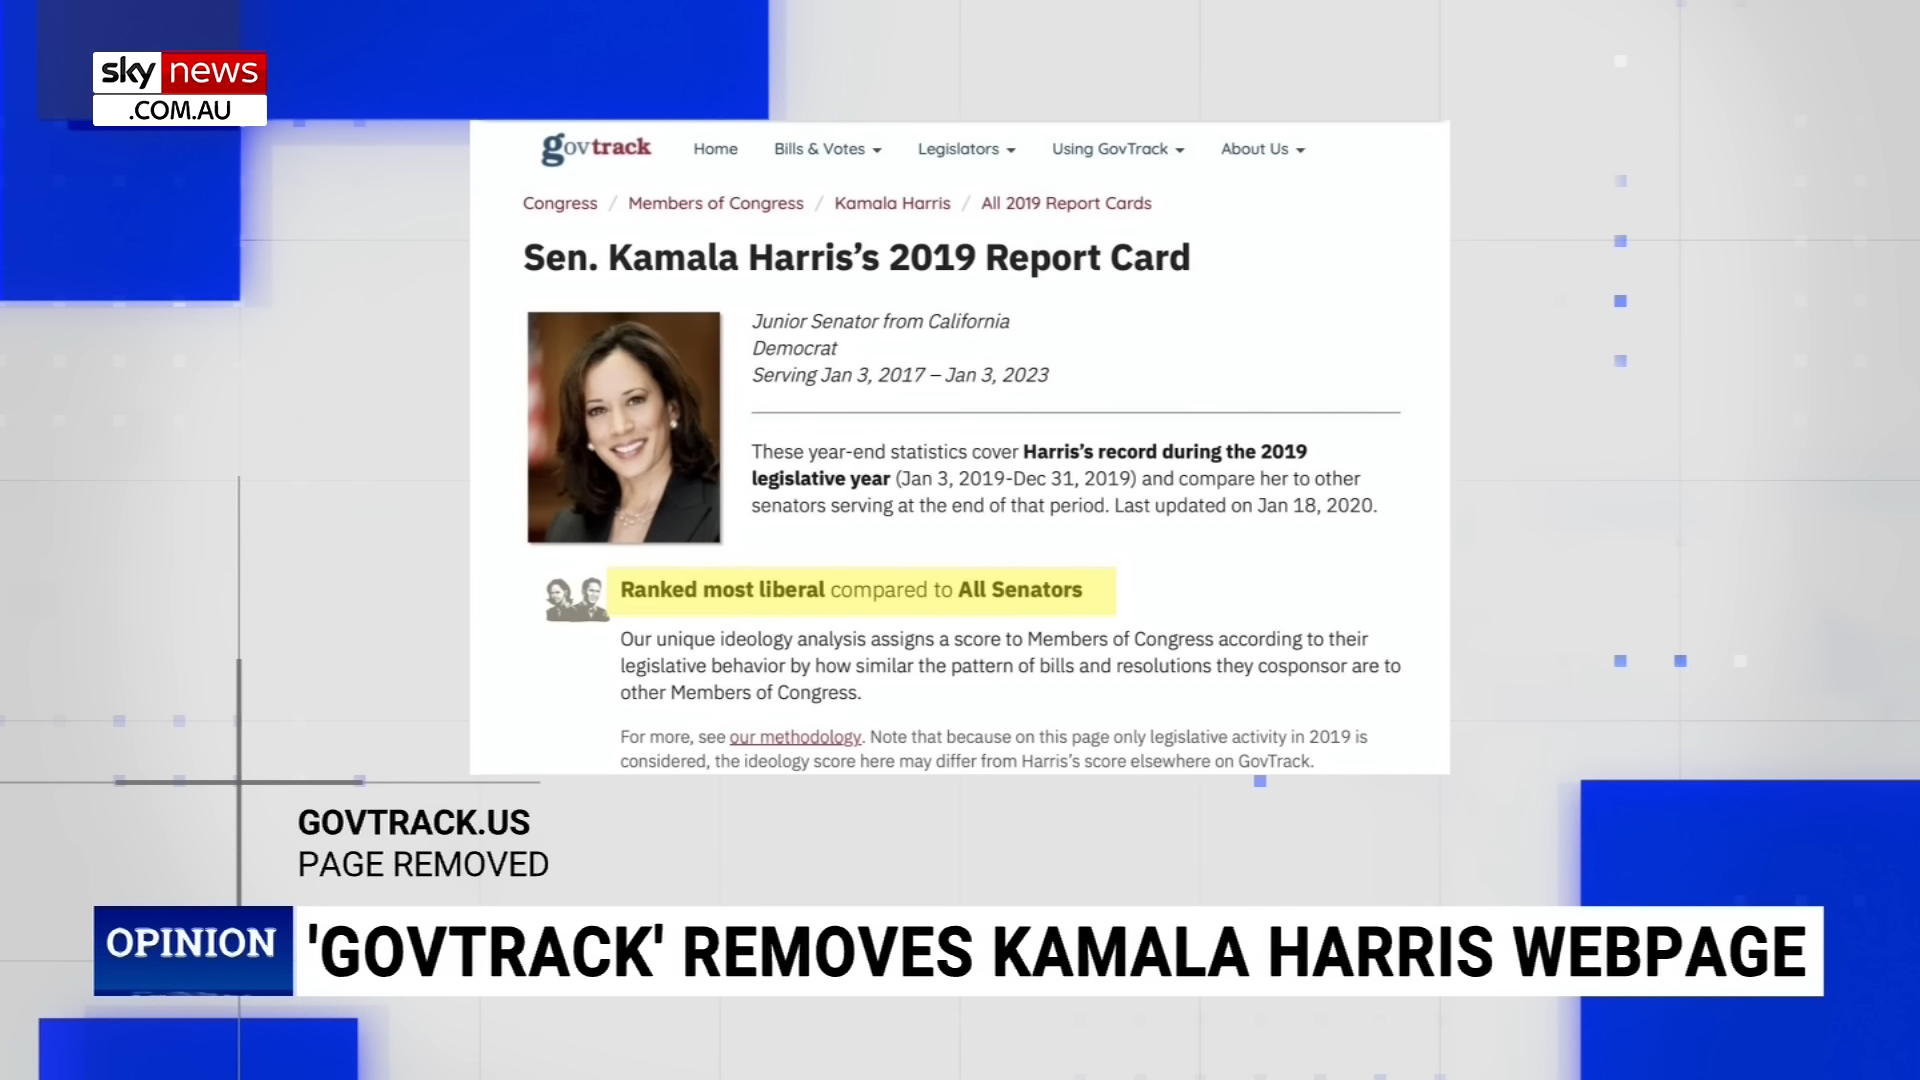 sky news
.COM.AU
govtrack Home Bills & Votes Legislators Using GovTrack About Us
Congress / Members of Congress / Kamala Harris / All 2019 Report Cards
Sen. Kamala Harris’s 2019 Report Card
Junior Senator from California
Democrat
Serving Jan 3, 2017 – Jan 3, 2023
These year-end statistics cover Harris’s record during the 2019
legislative year (Jan 3, 2019-Dec 31, 2019) and compare her to other
senators serving at the end of that period. Last updated on Jan 18, 2020.
Ranked most liberal compared to All Senators
Our unique ideology analysis assigns a score to Members of Congress according to their
legislative behavior by how similar the pattern of bills and resolutions they cosponsor are to
other Members of Congress.
For more, see our methodology. Note that because on this page only legislative activity in 2019 is
considered, the ideology score here may differ from Harris’s score elsewhere on GovTrack.
GOVTRACK.US
PAGE REMOVED
OPINION 'GOVTRACK' REMOVES KAMALA HARRIS WEBPAGE